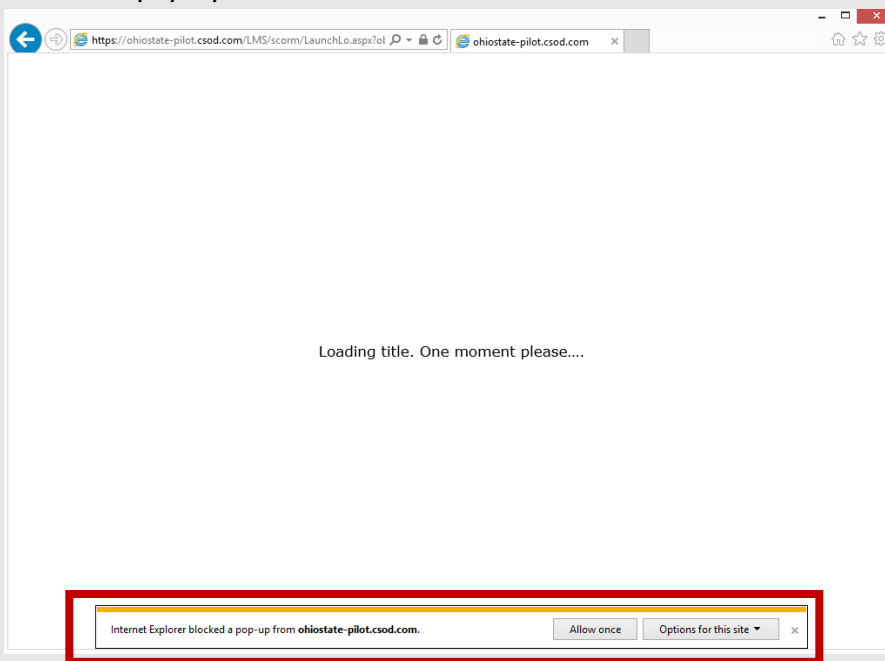 https://ohiostate-pilot.csod.com/LMS/scorm/LaunchLo.aspx?ol
ohiostate-pilot.csod.com
Loading title. One moment please....
Internet Explorer blocked a pop-up from ohiostate-pilot.csod.com.
Allow once
Options for this site